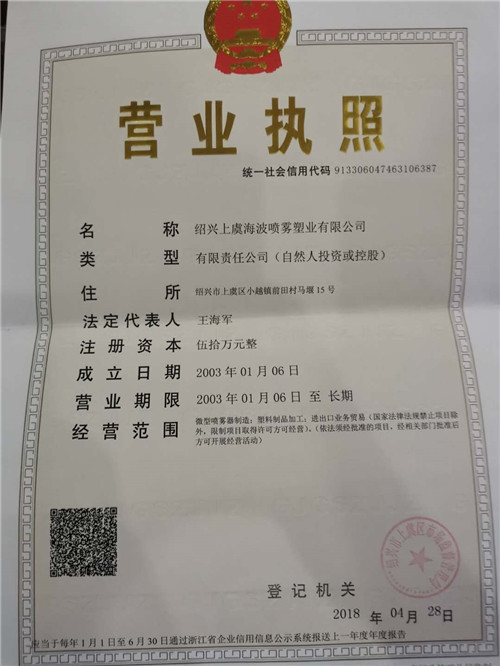 营业执照
统一社会信用代码 913306047463106387
名称 绍兴上虞海波喷雾塑业有限公司
类型 有限责任公司（自然人投资或控股）
住所 绍兴市上虞区小越镇前田村马堰15号
法定代表人 王海军
注册资本 伍拾万元整
成立日期 2003年01月06日
营业期限 2003年01月06日至长期
经营范围 微型喷雾器制造；塑料制品加工；进出口业务贸易（国家法律法规禁止项目除
外，限制项目取得许可方可经营）。（依法须经批准的项目，经相关部门批准后
方可开展经营活动）
登记机关
2018年04月28日
应当于每年1月1日至6月30日通过浙江省企业信用信息公示系统报送上一年度年度报告